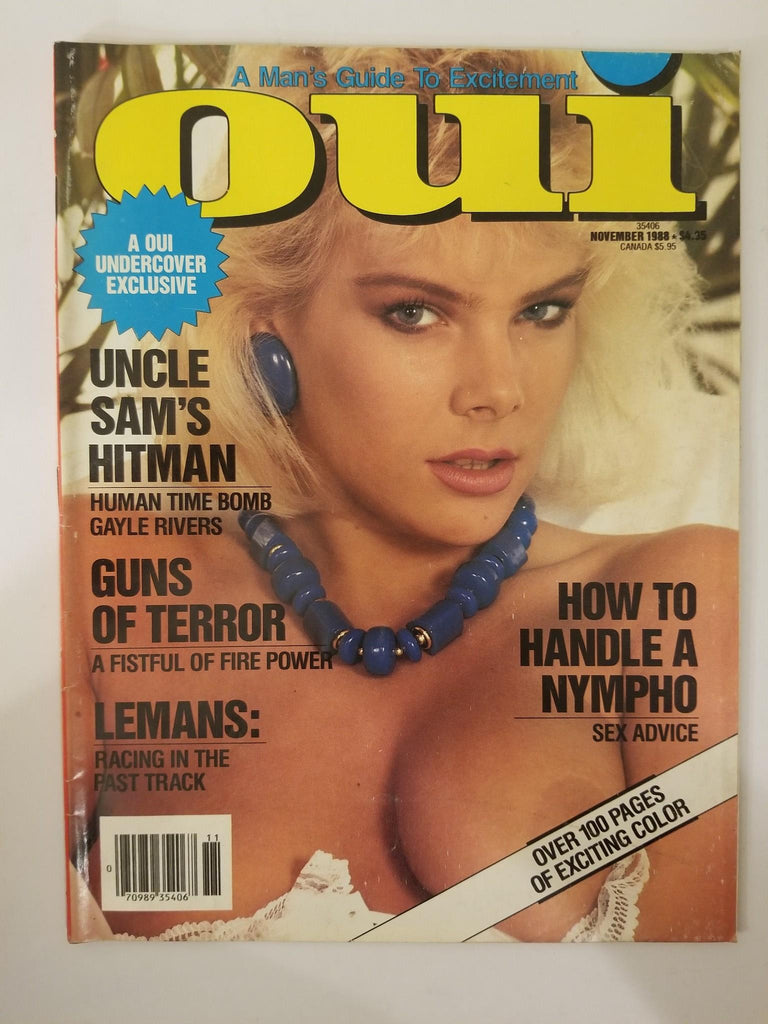 A Man's Guide To Excitement
oui
35406
NOVEMBER 1988 ★ $4.95
CANADA $5.95
A OUI
UNDERCOVER
EXCLUSIVE
UNCLE
SAM'S
HITMAN
HUMAN TIME BOMB
GAYLE RIVERS
GUNS
OF TERROR
A FISTFUL OF FIRE POWER
LEMANS:
RACING IN THE
FAST TRACK
HOW TO
HANDLE A
NYMPHO
SEX ADVICE
OVER 100 PAGES
OF EXCITING COLOR
11
0
70989 35406